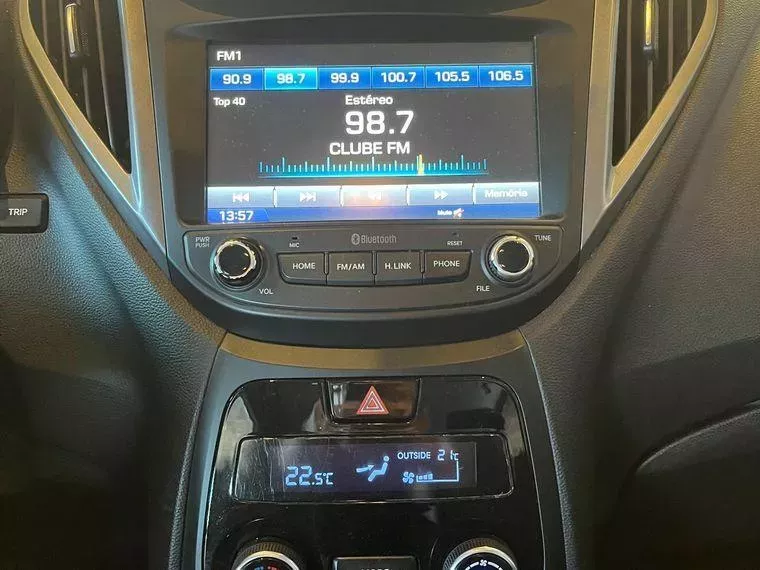 FM1
90.9 98.7 99.9 100.7 105.5 106.5
Top 40
Estéreo
98.7
CLUBE FM
Memória
13:57
Mute
TRIP
PWR
PUSH
MIC
Bluetooth
RESET
TUNE
HOME
FM/AM
H.LINK
PHONE
VOL
FILE
OUTSIDE 21°C
22.5°C